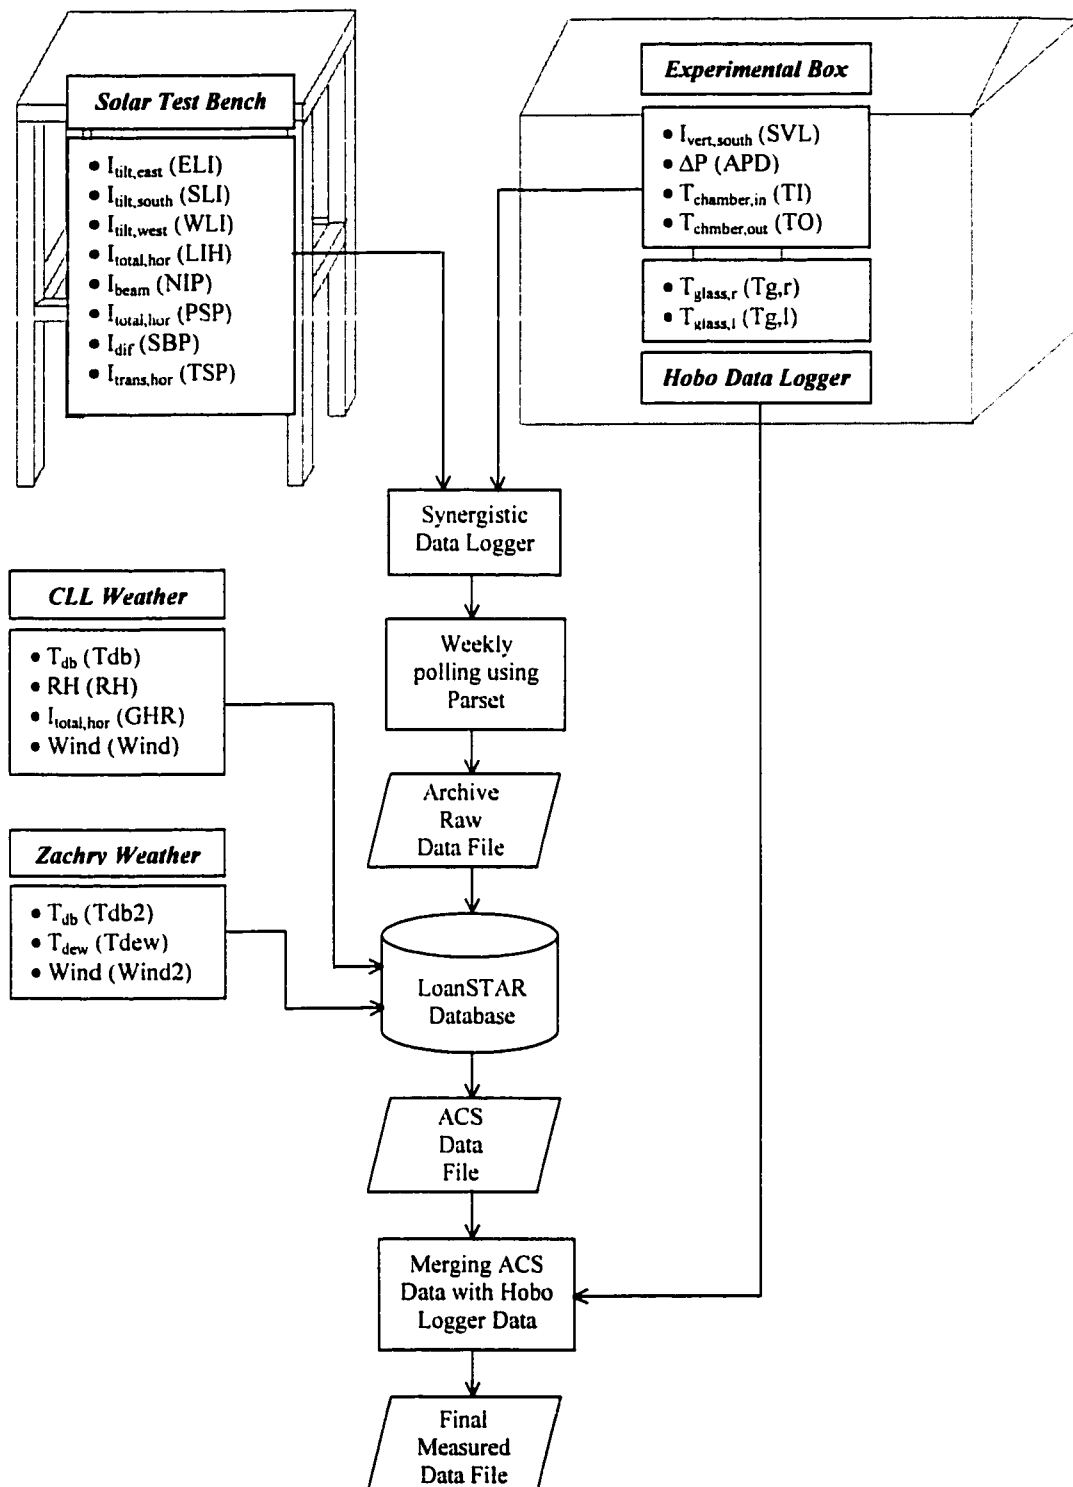 Solar Test Bench
• I_tilt,east (ELI)
• I_tilt,south (SLI)
• I_tilt,west (WLI)
• I_total,hor (LIH)
• I_beam (NIP)
• I_total,hor (PSP)
• I_dif (SBP)
• I_trans,hor (TSP)
Experimental Box
• I_vert,south (SVL)
• ΔP (APD)
• T_chamber,in (TI)
• T_chmber,out (TO)
• T_glass,r (Tg,r)
• T_glass,l (Tg,l)
Hobo Data Logger
Synergistic
Data Logger
CLL Weather
• T_db (Tdb)
• RH (RH)
• I_total,hor (GHR)
• Wind (Wind)
Weekly
polling using
Parset
Archive
Raw
Data File
Zachry Weather
• T_db (Tdb2)
• T_dew (Tdew)
• Wind (Wind2)
LoanSTAR
Database
ACS
Data
File
Merging ACS
Data with Hobo
Logger Data
Final
Measured
Data File